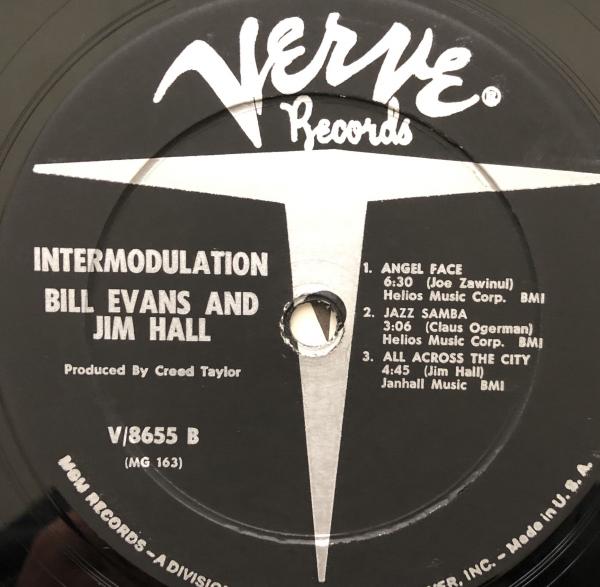 Verve®
Records
INTERMODULATION
BILL EVANS AND
JIM HALL
Produced By Creed Taylor
V/8655 B
(MG 163)
1. ANGEL FACE
6:30 (Joe Zawinul)
Helios Music Corp. BMI
2. JAZZ SAMBA
3:06 (Claus Ogerman)
Helios Music Corp. BMI
3. ALL ACROSS THE CITY
4:45 (Jim Hall)
Janhall Music BMI
MGM RECORDS – A DIVISION
INC. – Made in U. S. A.